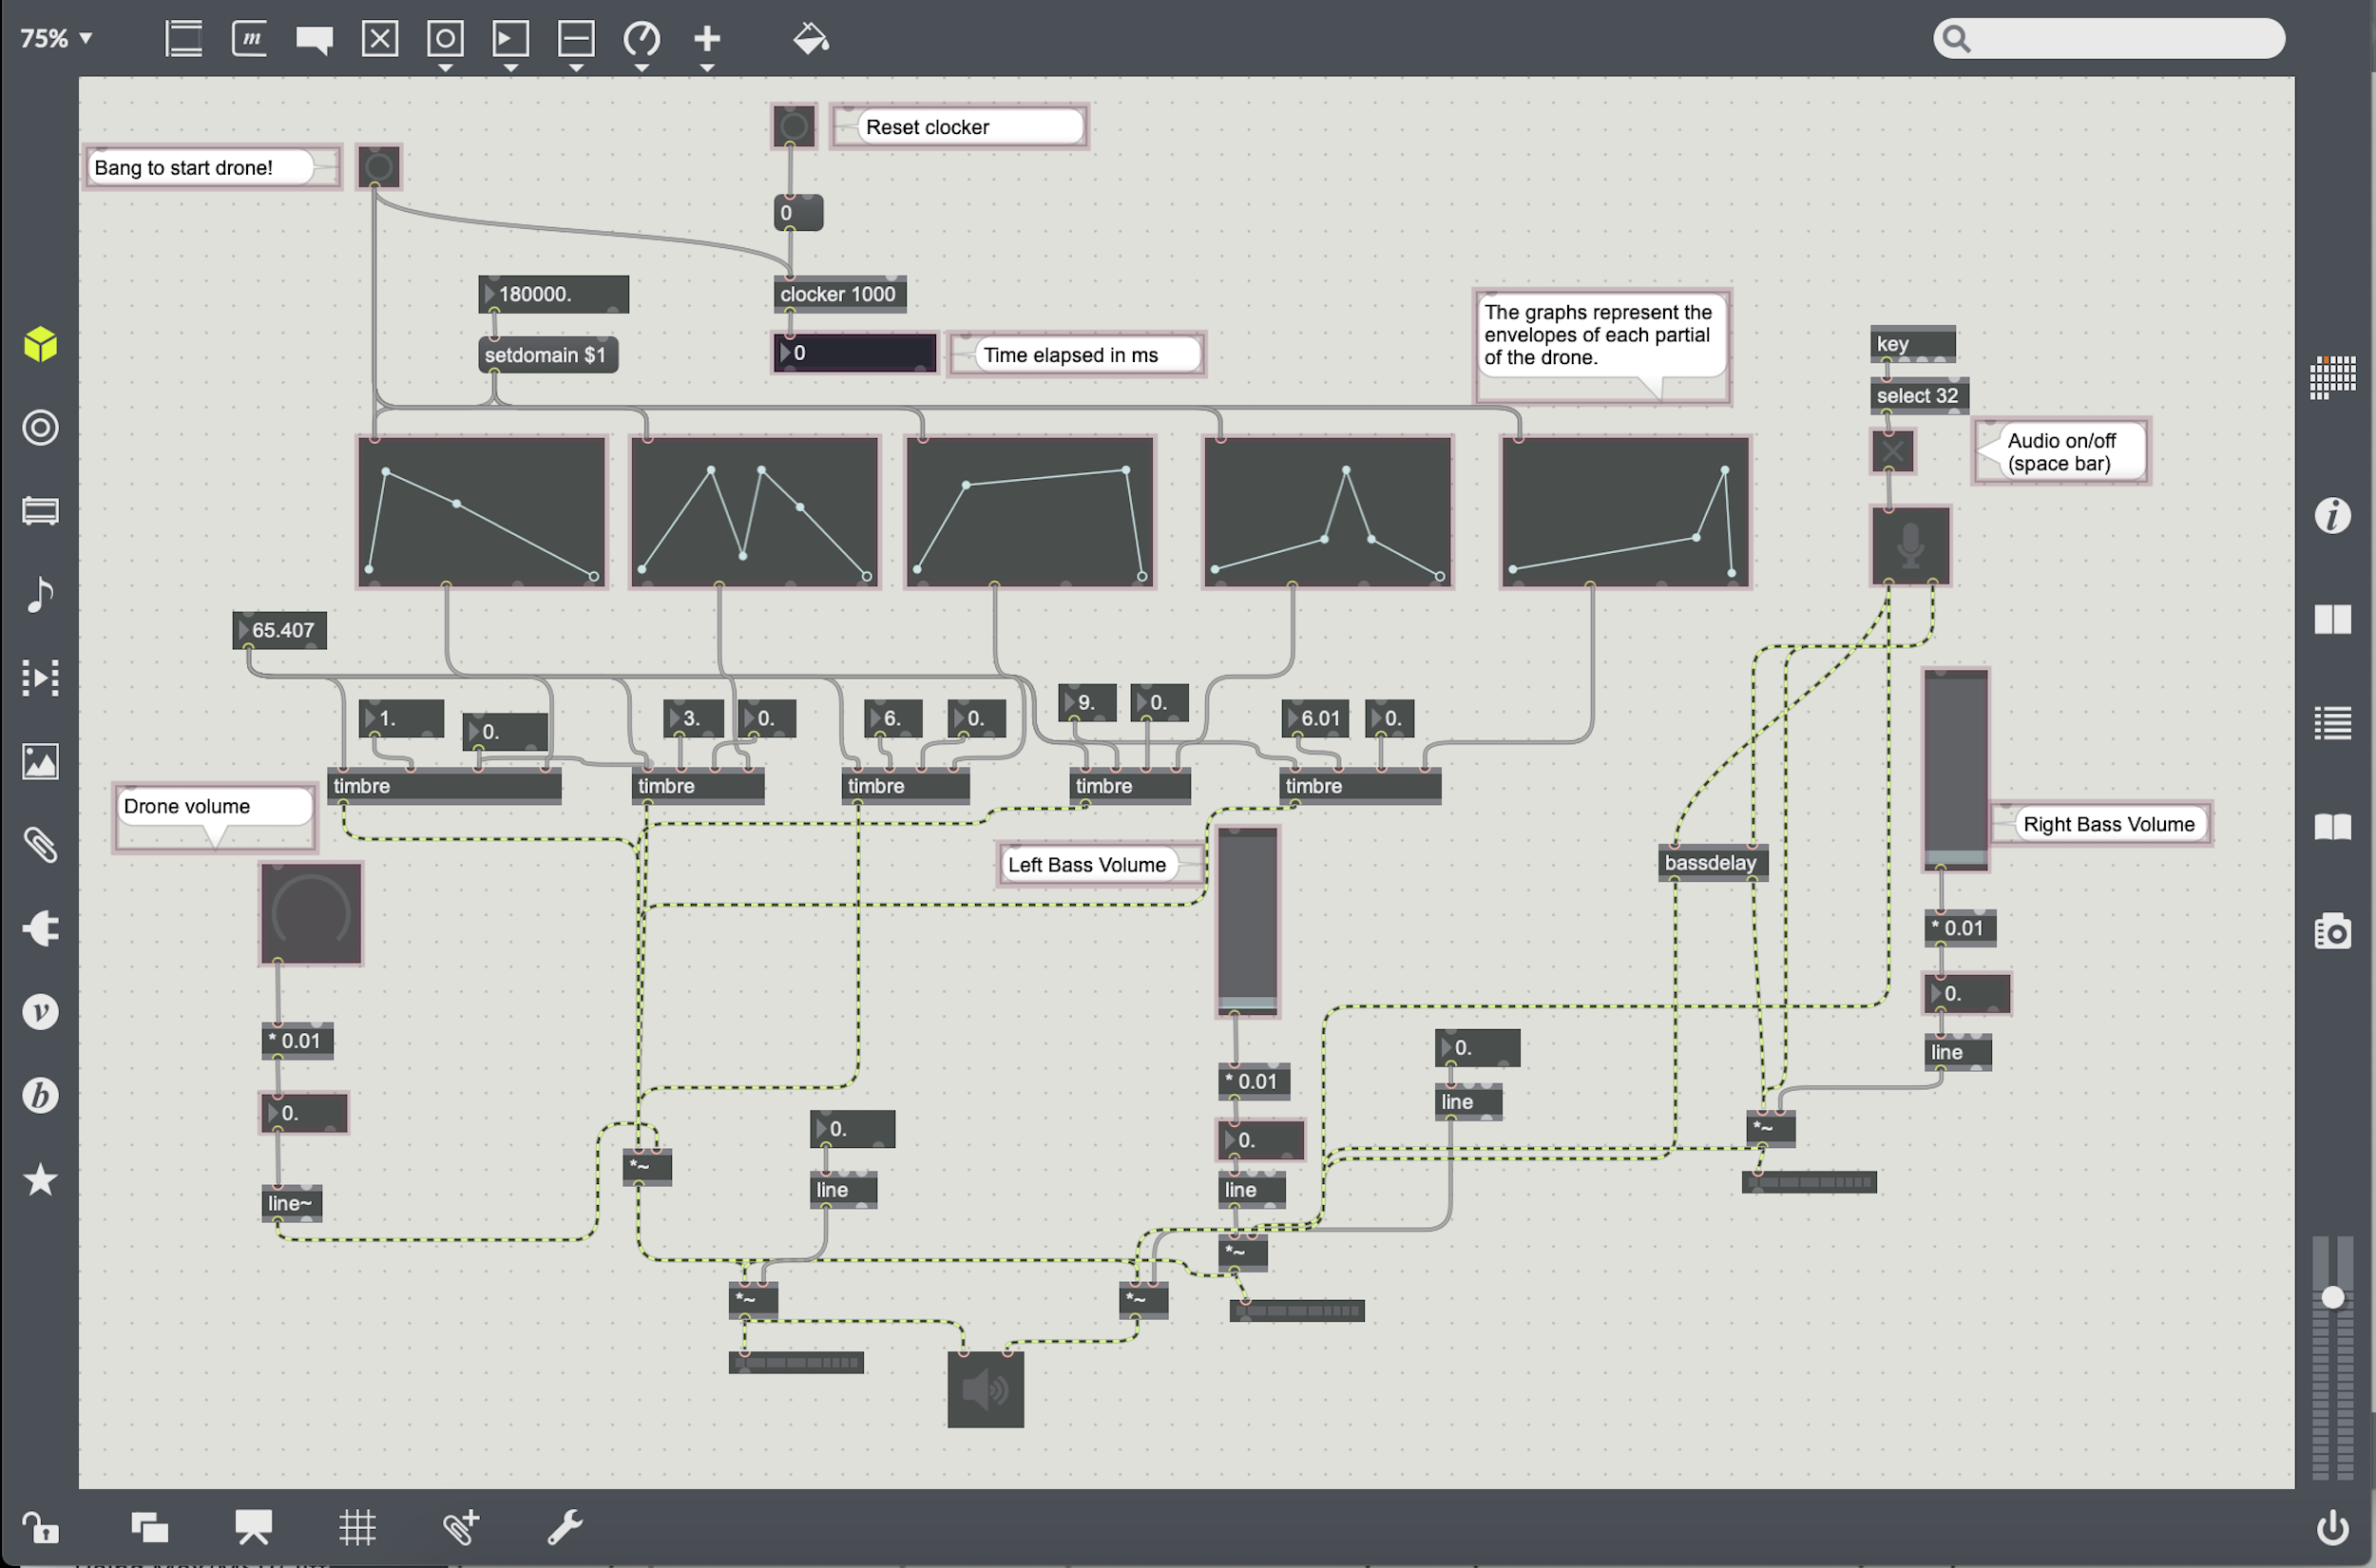 75%
m
Reset clocker
Bang to start drone!
0
180000.
clocker 1000
setdomain $1
0
Time elapsed in ms
The graphs represent the
envelopes of each partial
of the drone.
key
select 32
Audio on/off
(space bar)
i
65.407
1.
0.
3.
0.
6.
0.
9.
0.
6.01
0.
timbre
timbre
timbre
timbre
timbre
Drone volume
Left Bass Volume
bassdelay
Right Bass Volume
* 0.01
0.
line
* 0.01
0.
line~
*~
0.
line
* 0.01
0.
line
*~
0.
line
*~
*~
*~
v
b